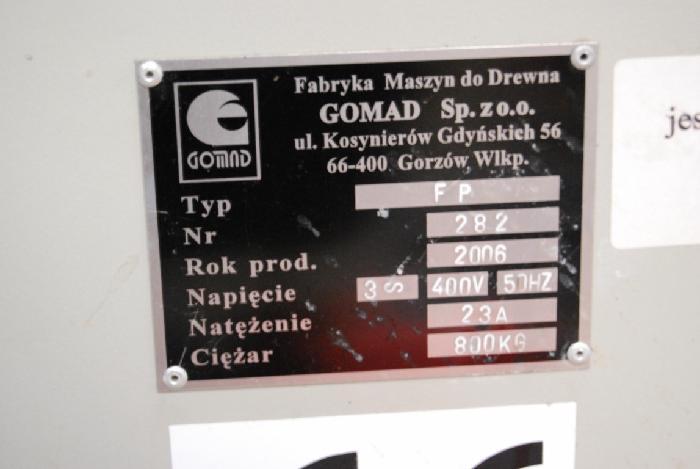 Fabryka Maszyn do Drewna
GOMAD Sp. z o.o.
ul. Kosynierów Gdyńskich 56
66-400 Gorzów Wlkp.
GOMAD
Typ FP
Nr 282
Rok prod. 2006
Napięcie 3 ∽ 400V 50HZ
Natężenie 23A
Ciężar 800KG
jes